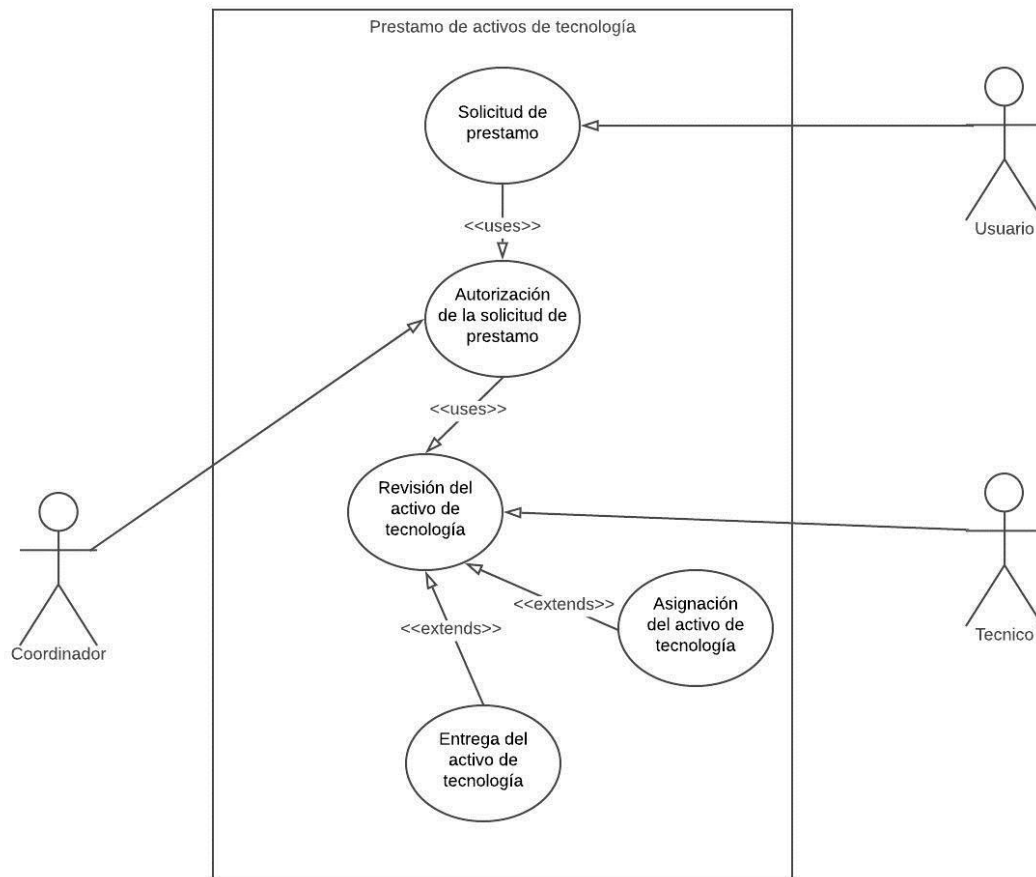 Prestamo de activos de tecnología
Solicitud de
prestamo
Usuario
<<uses>>
Autorización
de la solicitud de
prestamo
<<uses>>
Revisión del
activo de
tecnología
Coordinador
Tecnico
<<extends>>
Asignación
del activo de
tecnología
<<extends>>
Entrega del
activo de
tecnología